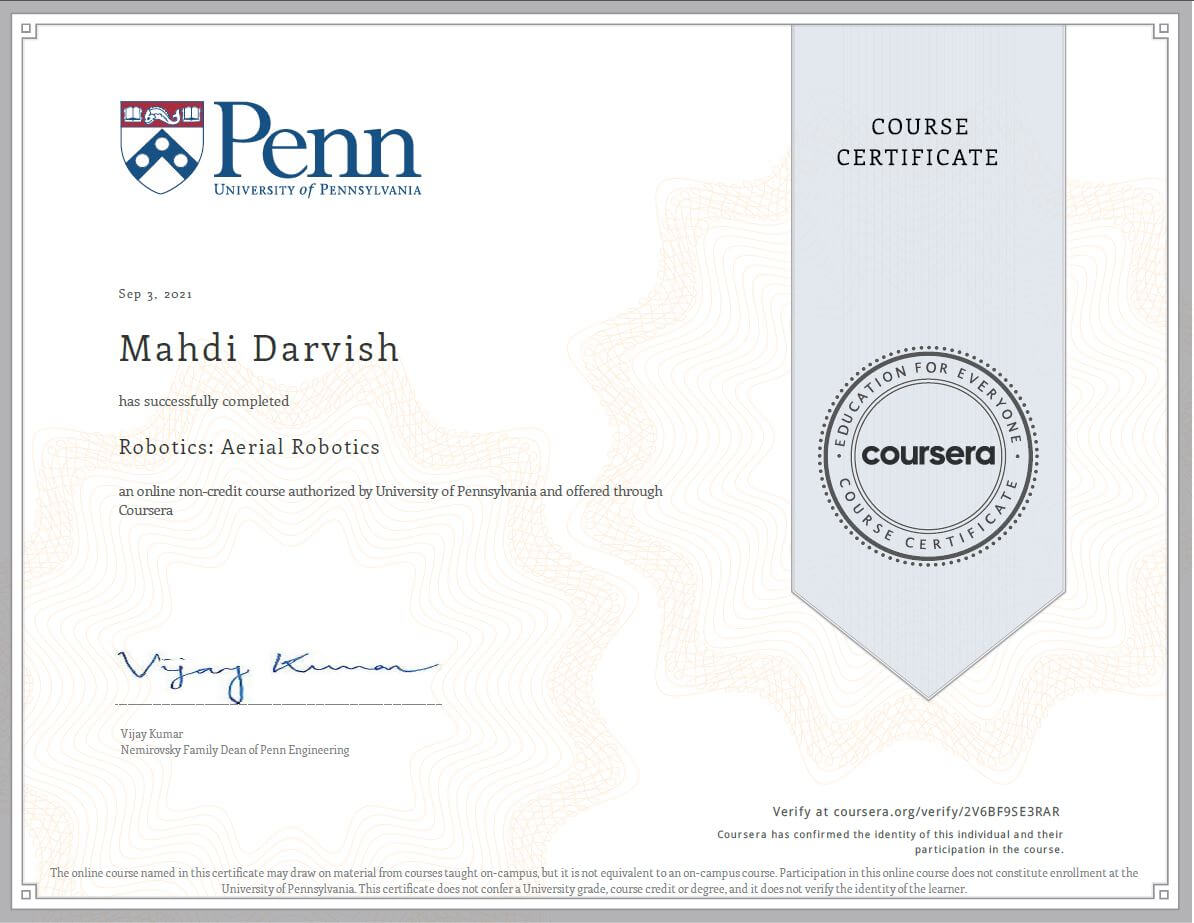 Penn
UNIVERSITY of PENNSYLVANIA
COURSE
CERTIFICATE
Sep 3, 2021
Mahdi Darvish
has successfully completed
Robotics: Aerial Robotics
an online non-credit course authorized by University of Pennsylvania and offered through
Coursera
EDUCATION FOR EVERYONE
coursera
COURSE CERTIFICATE
Vijay Kumar
Vijay Kumar
Nemirovsky Family Dean of Penn Engineering
Verify at coursera.org/verify/2V6BF9SE3RAR
Coursera has confirmed the identity of this individual and their
participation in the course.
The online course named in this certificate may draw on material from courses taught on-campus, but it is not equivalent to an on-campus course. Participation in this online course does not constitute enrollment at the
University of Pennsylvania. This certificate does not confer a University grade, course credit or degree, and it does not verify the identity of the learner.